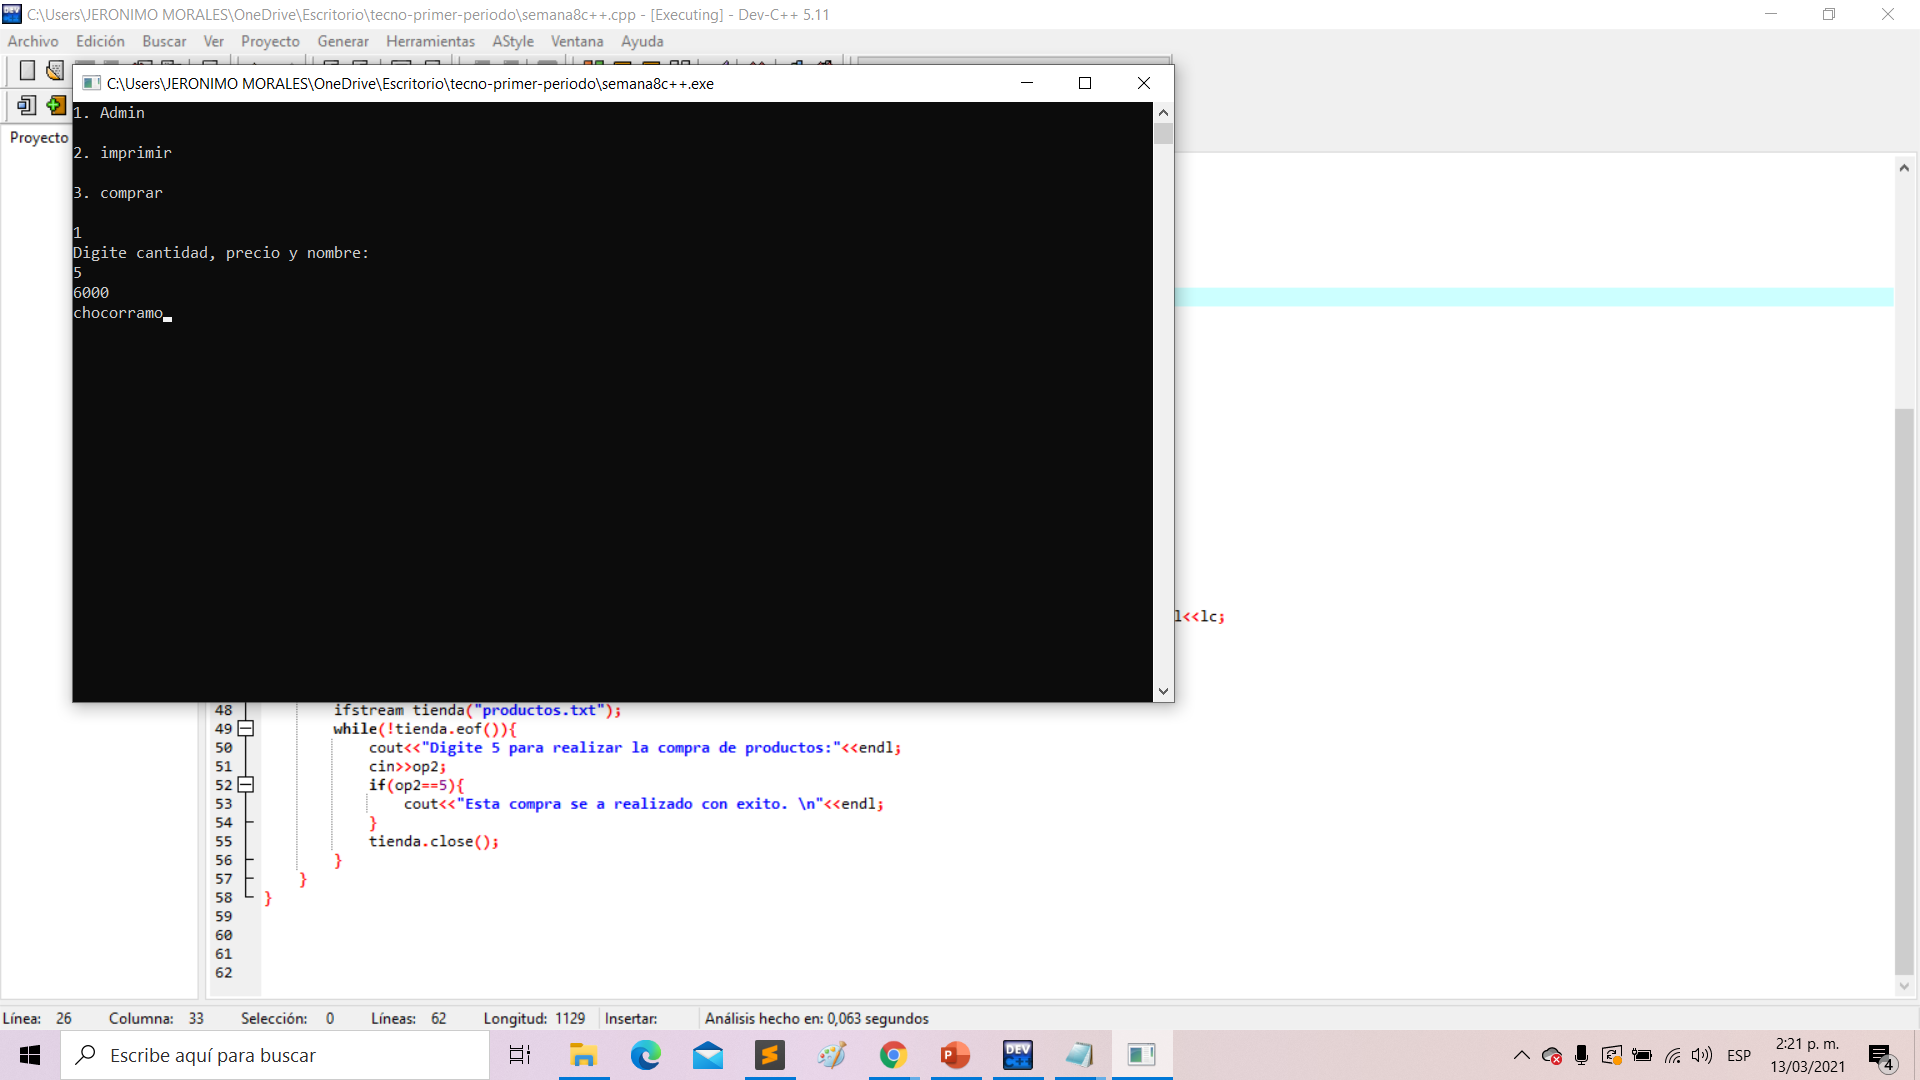 C:\Users\JERONIMO MORALES\OneDrive\Escritorio\tecno-primer-periodo\semana8c++.cpp - [Executing] - Dev-C++ 5.11
Archivo Edición Buscar Ver Proyecto Generar Herramientas AStyle Ventana Ayuda
C:\Users\JERONIMO MORALES\OneDrive\Escritorio\tecno-primer-periodo\semana8c++.exe
Proyecto
1. Admin
2. imprimir
3. comprar
1
Digite cantidad, precio y nombre:
5
6000
chocorramo
l<<lc;
48 ifstream tienda("productos.txt");
49 while(!tienda.eof()){
50 cout<<"Digite 5 para realizar la compra de productos:"<<endl;
51 cin>>op2;
52 if(op2==5){
53 cout<<"Esta compra se a realizado con exito. \n"<<endl;
54 }
55 tienda.close();
56 }
57 }
58 }
59
60
61
62
Línea: 26 Columna: 33 Selección: 0 Líneas: 62 Longitud: 1129 Insertar: Análisis hecho en: 0,063 segundos
Escribe aquí para buscar
DEV
ESP
2:21 p. m.
13/03/2021
4